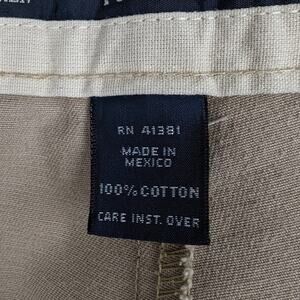 RN 41381
MADE IN
MEXICO
100% COTTON
CARE INST. OVER